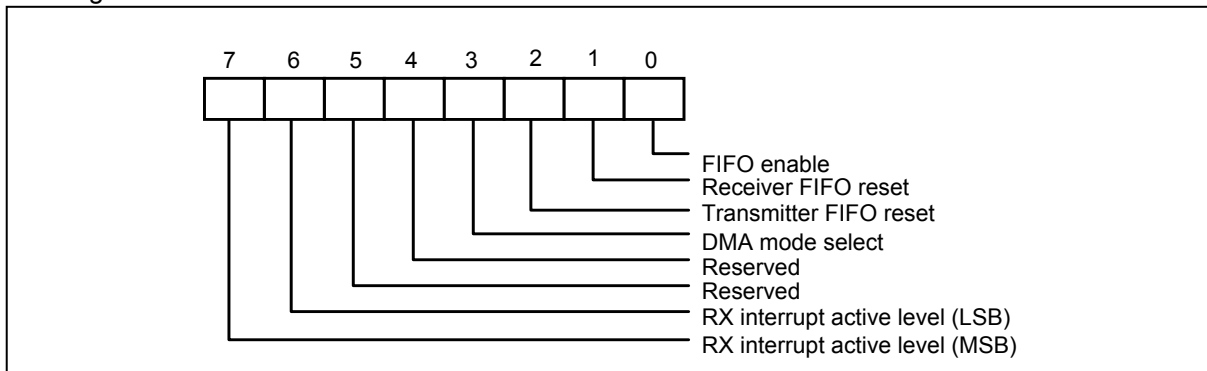 7 6 5 4 3 2 1 0
FIFO enable
Receiver FIFO reset
Transmitter FIFO reset
DMA mode select
Reserved
Reserved
RX interrupt active level (LSB)
RX interrupt active level (MSB)